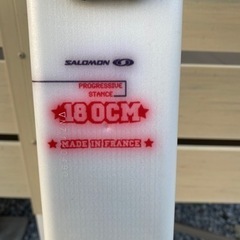 SALOMON
PROGRESSIVE
STANCE
180CM
MADE IN FRANCE